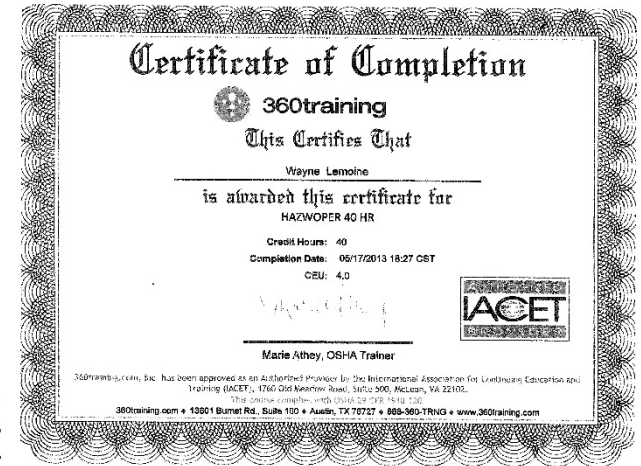 Certificate of Completion
360training
This Certifies That
Wayne Lemoine
is awarded this certificate for
HAZWOPER 40 HR
Credit Hours: 40
Completion Date: 05/17/2013 18:27 CST
CEU: 4.0
IACET
Marie Athey, OSHA Trainer
360training.com, Inc. has been approved as an Authorized Provider by the International Association for Continuing Education and
Training (IACET), 1760 Old Meadow Road, Suite 500, McLean, VA 22102.
This course complies with OSHA 29 CFR 1910.120
360training.com ♦ 13801 Burnet Rd., Suite 100 ♦ Austin, TX 78727 ♦ 888-360-TRNG ♦ www.360training.com